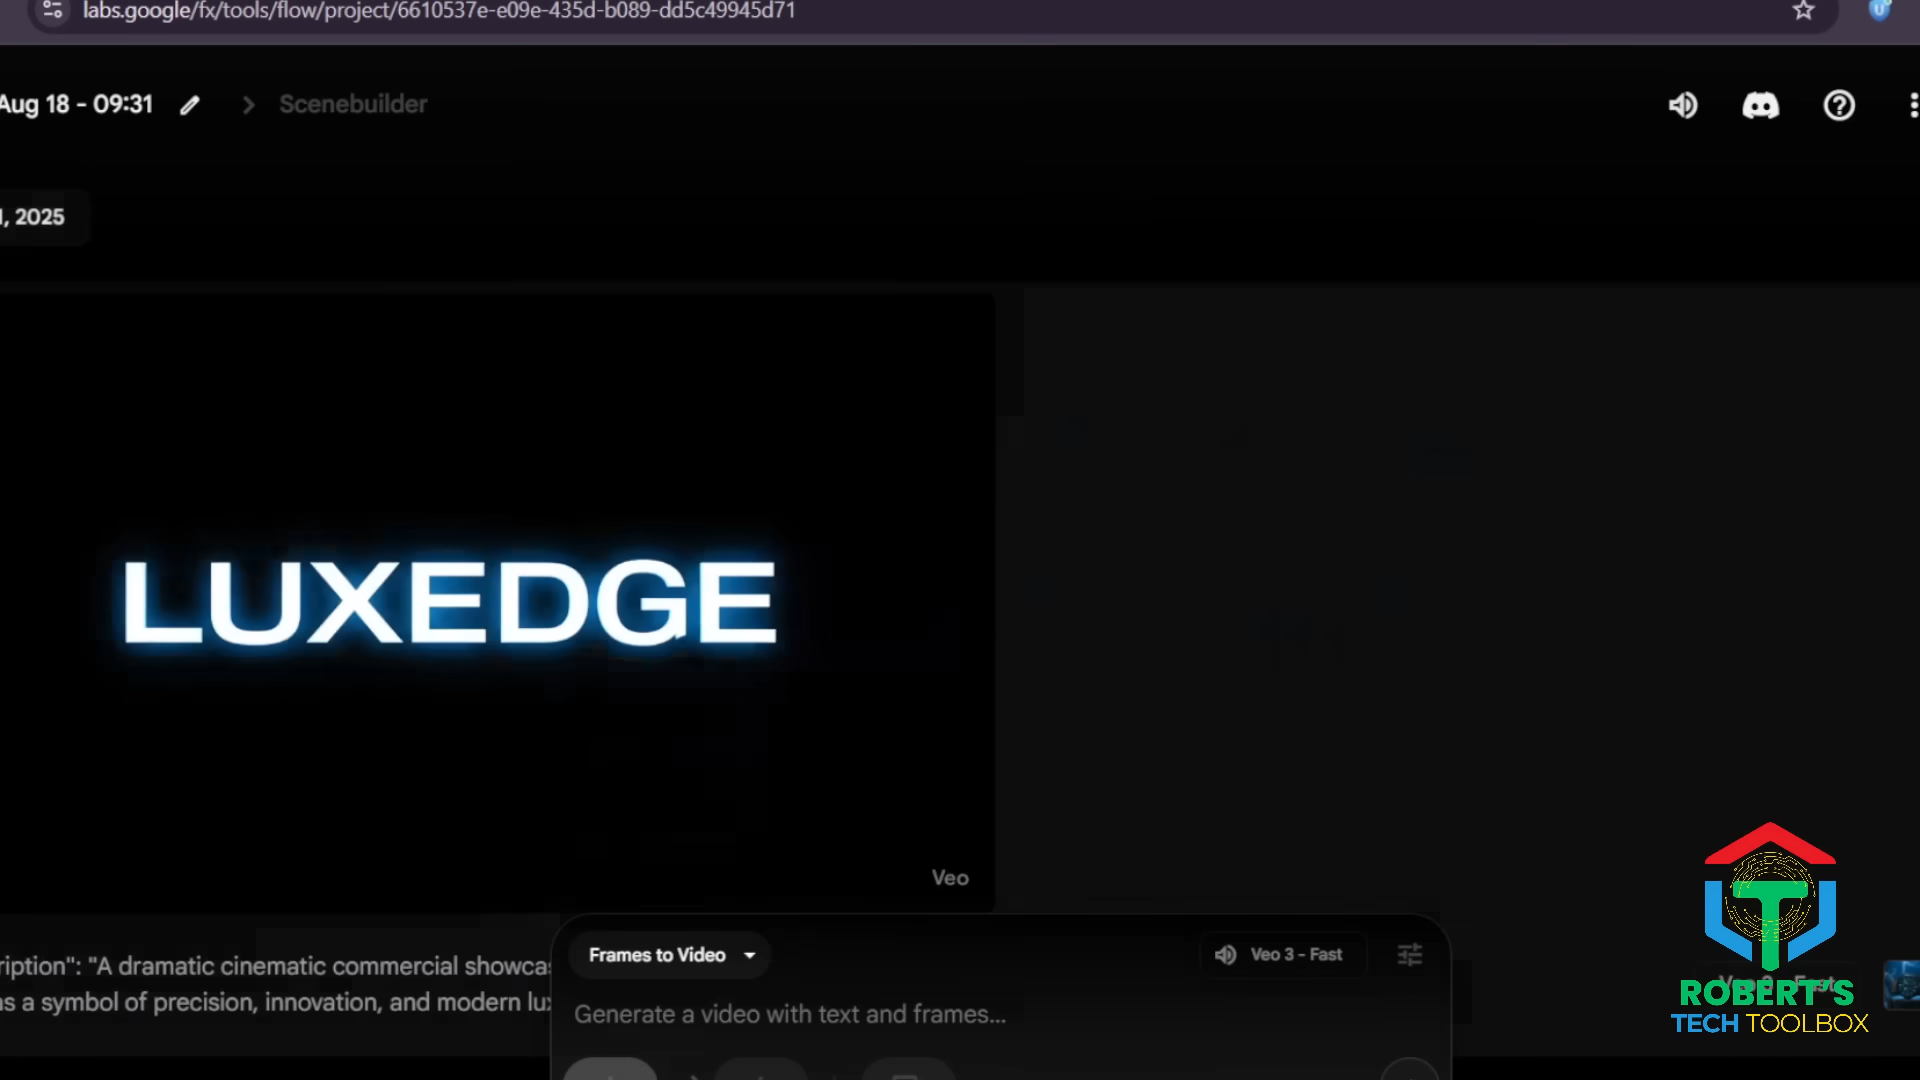 labs.google/fx/tools/flow/project/6610537e-e09e-435d-b089-dd5c49945d71
Aug 18 - 09:31
Scenebuilder
, 2025
LUXEDGE
Veo
ription": "A dramatic cinematic commercial showca
as a symbol of precision, innovation, and modern lux
Frames to Video
Veo 3 - Fast
Generate a video with text and frames...
ROBERT'S
TECH TOOLBOX